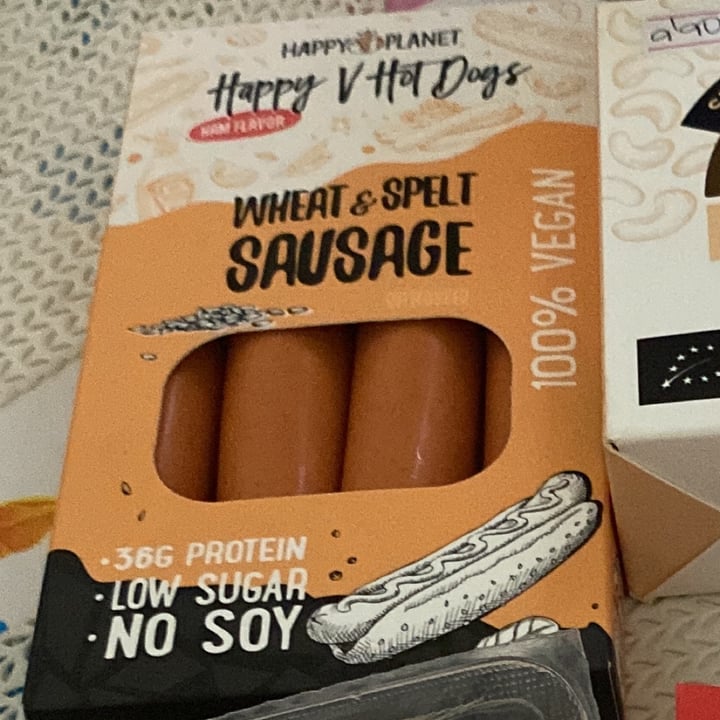 HAPPY PLANET
Happy V Hot Dogs
HAM FLAVOR
WHEAT & SPELT
SAUSAGE
100% VEGAN
• 36G PROTEIN
• LOW SUGAR
• NO SOY